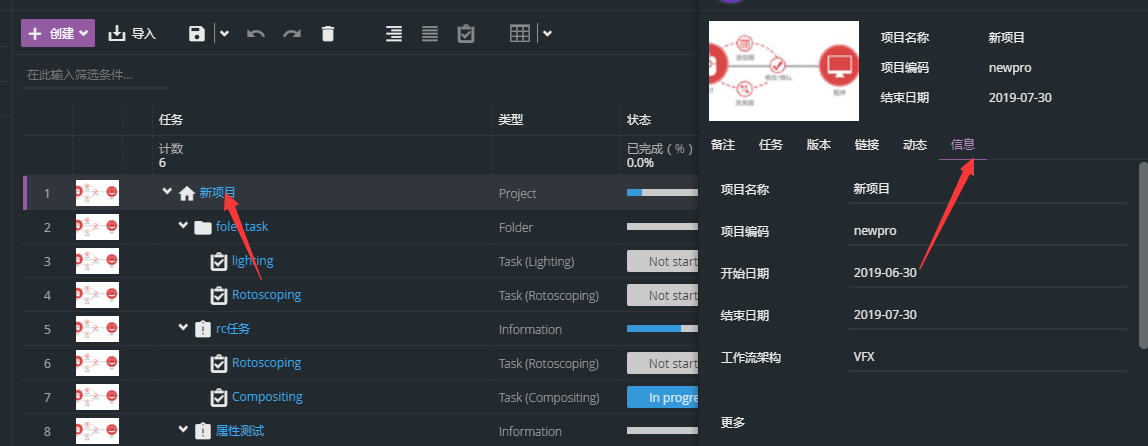 创建
导入
在此输入筛选条件...
任务 类型 状态
计数 已完成（%）
6 0.0%
1 新项目 Project
2 foler_task Folder
3 lighting Task (Lighting) Not start
4 Rotoscoping Task (Rotoscoping) Not start
5 rc任务 Information
6 Rotoscoping Task (Rotoscoping) Not start
7 Compositing Task (Compositing) In progre
8 属性测试 Information
项目名称 新项目
项目编码 newpro
结束日期 2019-07-30
备注 任务 版本 链接 动态 信息
项目名称 新项目
项目编码 newpro
开始日期 2019-06-30
结束日期 2019-07-30
工作流架构 VFX
更多